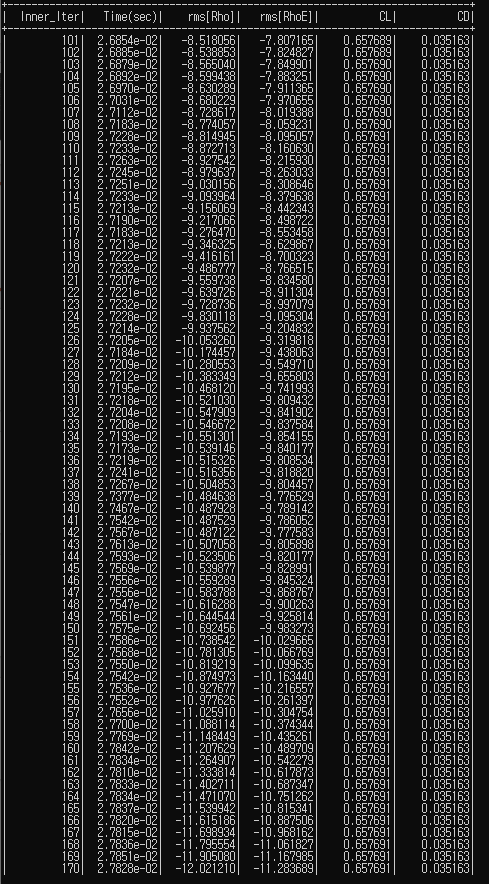 Inner_Iter| Time(sec)| rms[Rho]| rms[RhoE]| CL| CD|
101| 2.6854e-02| -8.518056| -7.807165| 0.657689| 0.035163|
102| 2.6885e-02| -8.538853| -7.824827| 0.657689| 0.035163|
103| 2.6879e-02| -8.565040| -7.849901| 0.657690| 0.035163|
104| 2.6892e-02| -8.599438| -7.883251| 0.657690| 0.035163|
105| 2.6970e-02| -8.630289| -7.911365| 0.657690| 0.035163|
106| 2.7031e-02| -8.680229| -7.970655| 0.657690| 0.035163|
107| 2.7112e-02| -8.728617| -8.019388| 0.657690| 0.035163|
108| 2.7183e-02| -8.774057| -8.059231| 0.657690| 0.035163|
109| 2.7229e-02| -8.814945| -8.095057| 0.657691| 0.035163|
110| 2.7233e-02| -8.872713| -8.160630| 0.657691| 0.035163|
111| 2.7263e-02| -8.927542| -8.215930| 0.657691| 0.035163|
112| 2.7245e-02| -8.979637| -8.263033| 0.657691| 0.035163|
113| 2.7251e-02| -9.030156| -8.308646| 0.657691| 0.035163|
114| 2.7233e-02| -9.093964| -8.379638| 0.657691| 0.035163|
115| 2.7213e-02| -9.156069| -8.442343| 0.657691| 0.035163|
116| 2.7190e-02| -9.217066| -8.498722| 0.657691| 0.035163|
117| 2.7183e-02| -9.276470| -8.553458| 0.657691| 0.035163|
118| 2.7213e-02| -9.346325| -8.629867| 0.657691| 0.035163|
119| 2.7222e-02| -9.416161| -8.700323| 0.657691| 0.035163|
120| 2.7232e-02| -9.486777| -8.766515| 0.657691| 0.035163|
121| 2.7207e-02| -9.559738| -8.834580| 0.657691| 0.035163|
122| 2.7221e-02| -9.639726| -8.911304| 0.657691| 0.035163|
123| 2.7232e-02| -9.729736| -8.997079| 0.657691| 0.035163|
124| 2.7228e-02| -9.830118| -9.095304| 0.657691| 0.035163|
125| 2.7214e-02| -9.937562| -9.204832| 0.657691| 0.035163|
126| 2.7205e-02| -10.053260| -9.319818| 0.657691| 0.035163|
127| 2.7184e-02| -10.174457| -9.438063| 0.657691| 0.035163|
128| 2.7209e-02| -10.280553| -9.549710| 0.657691| 0.035163|
129| 2.7212e-02| -10.383349| -9.655803| 0.657691| 0.035163|
130| 2.7195e-02| -10.468120| -9.741993| 0.657691| 0.035163|
131| 2.7218e-02| -10.521030| -9.809432| 0.657691| 0.035163|
132| 2.7204e-02| -10.547909| -9.841902| 0.657691| 0.035163|
133| 2.7208e-02| -10.546672| -9.837584| 0.657691| 0.035163|
134| 2.7193e-02| -10.551301| -9.854155| 0.657691| 0.035163|
135| 2.7173e-02| -10.539146| -9.840177| 0.657691| 0.035163|
136| 2.7219e-02| -10.515326| -9.808534| 0.657691| 0.035163|
137| 2.7241e-02| -10.516356| -9.818820| 0.657691| 0.035163|
138| 2.7267e-02| -10.504853| -9.804457| 0.657691| 0.035163|
139| 2.7377e-02| -10.484638| -9.776529| 0.657691| 0.035163|
140| 2.7467e-02| -10.487928| -9.789142| 0.657691| 0.035163|
141| 2.7542e-02| -10.487529| -9.786052| 0.657691| 0.035163|
142| 2.7567e-02| -10.487122| -9.777583| 0.657691| 0.035163|
143| 2.7613e-02| -10.507058| -9.805898| 0.657691| 0.035163|
144| 2.7593e-02| -10.523506| -9.820177| 0.657691| 0.035163|
145| 2.7569e-02| -10.539877| -9.828991| 0.657691| 0.035163|
146| 2.7556e-02| -10.559289| -9.845324| 0.657691| 0.035163|
147| 2.7556e-02| -10.583788| -9.868767| 0.657691| 0.035163|
148| 2.7547e-02| -10.616288| -9.900263| 0.657691| 0.035163|
149| 2.7561e-02| -10.644544| -9.925814| 0.657691| 0.035163|
150| 2.7575e-02| -10.692456| -9.983273| 0.657691| 0.035163|
151| 2.7586e-02| -10.738542| -10.029665| 0.657691| 0.035163|
152| 2.7568e-02| -10.781305| -10.066769| 0.657691| 0.035163|
153| 2.7550e-02| -10.819219| -10.099635| 0.657691| 0.035163|
154| 2.7542e-02| -10.874973| -10.163440| 0.657691| 0.035163|
155| 2.7536e-02| -10.927677| -10.216557| 0.657691| 0.035163|
156| 2.7552e-02| -10.977626| -10.261397| 0.657691| 0.035163|
157| 2.7656e-02| -11.025910| -10.304754| 0.657691| 0.035163|
158| 2.7700e-02| -11.088114| -10.374344| 0.657691| 0.035163|
159| 2.7769e-02| -11.148449| -10.435261| 0.657691| 0.035163|
160| 2.7842e-02| -11.207629| -10.489709| 0.657691| 0.035163|
161| 2.7834e-02| -11.264907| -10.542279| 0.657691| 0.035163|
162| 2.7810e-02| -11.333814| -10.617873| 0.657691| 0.035163|
163| 2.7833e-02| -11.402711| -10.687347| 0.657691| 0.035163|
164| 2.7834e-02| -11.471070| -10.751262| 0.657691| 0.035163|
165| 2.7837e-02| -11.539942| -10.815341| 0.657691| 0.035163|
166| 2.7820e-02| -11.615186| -10.887506| 0.657691| 0.035163|
167| 2.7815e-02| -11.698934| -10.968162| 0.657691| 0.035163|
168| 2.7836e-02| -11.795554| -11.061827| 0.657691| 0.035163|
169| 2.7851e-02| -11.905080| -11.167985| 0.657691| 0.035163|
170| 2.7828e-02| -12.021210| -11.283689| 0.657691| 0.035163|